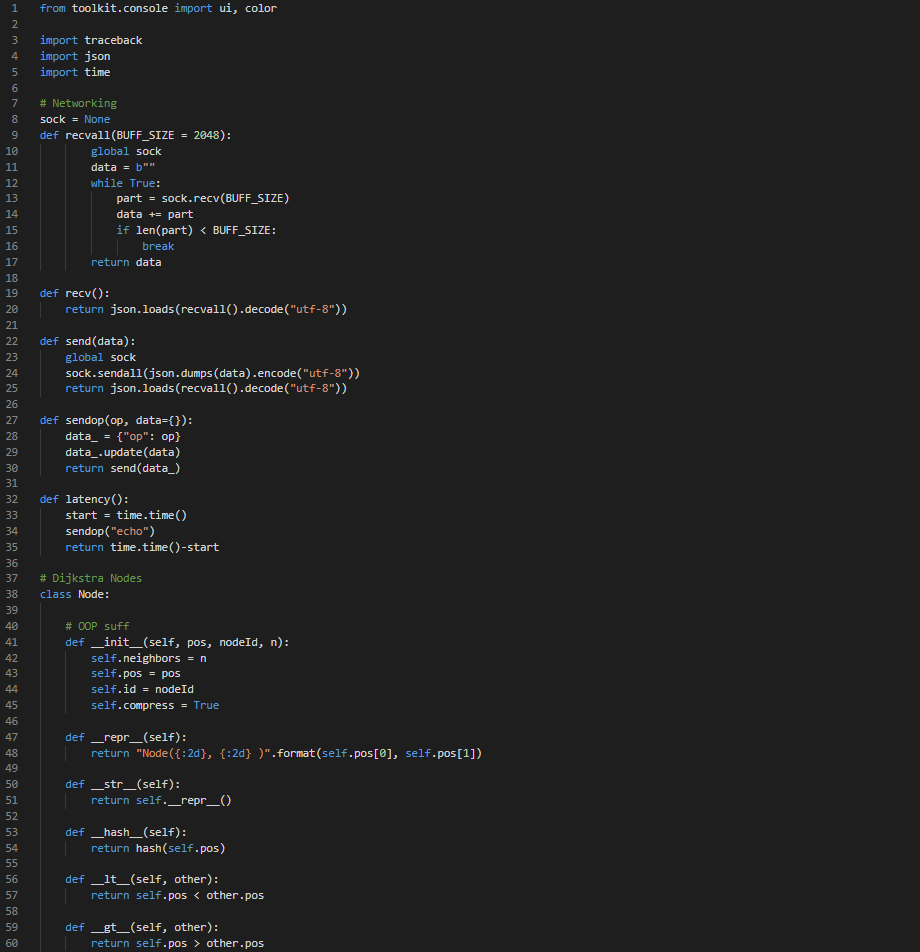 1 from toolkit.console import ui, color
2
3 import traceback
4 import json
5 import time
6
7 # Networking
8 sock = None
9 def recvall(BUFF_SIZE = 2048):
10         global sock
11         data = b""
12         while True:
13             part = sock.recv(BUFF_SIZE)
14             data += part
15             if len(part) < BUFF_SIZE:
16                 break
17         return data
18
19 def recv():
20     return json.loads(recvall().decode("utf-8"))
21
22 def send(data):
23     global sock
24     sock.sendall(json.dumps(data).encode("utf-8"))
25     return json.loads(recvall().decode("utf-8"))
26
27 def sendop(op, data={}):
28     data_ = {"op": op}
29     data_.update(data)
30     return send(data_)
31
32 def latency():
33     start = time.time()
34     sendop("echo")
35     return time.time()-start
36
37 # Dijkstra Nodes
38 class Node:
39
40     # OOP suff
41     def __init__(self, pos, nodeId, n):
42         self.neighbors = n
43         self.pos = pos
44         self.id = nodeId
45         self.compress = True
46
47     def __repr__(self):
48         return "Node({:2d}, {:2d} )".format(self.pos[0], self.pos[1])
49
50     def __str__(self):
51         return self.__repr__()
52
53     def __hash__(self):
54         return hash(self.pos)
55
56     def __lt__(self, other):
57         return self.pos < other.pos
58
59     def __gt__(self, other):
60         return self.pos > other.pos